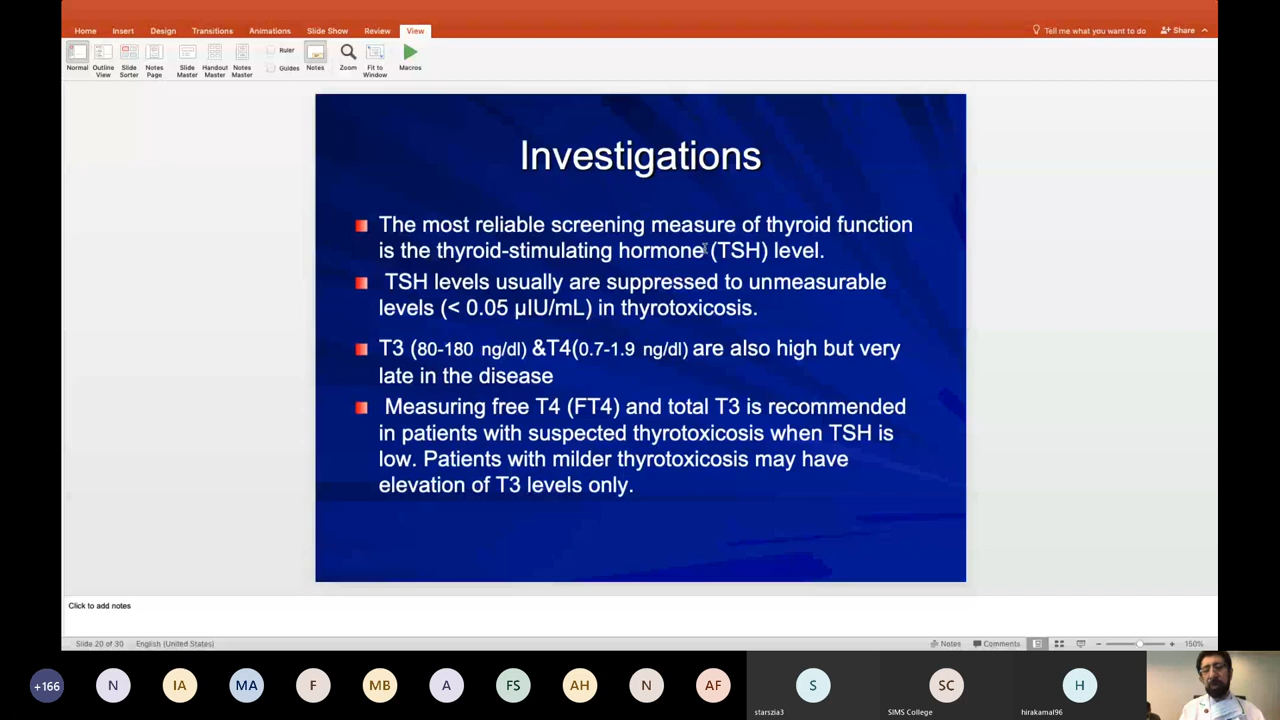 Home Insert Design Transitions Animations Slide Show Review View
Tell me what you want to do
Share
Normal
Outline View
Slide Sorter
Notes Page
Slide Master
Handout Master
Notes Master
Ruler
Guides
Notes
Zoom
Fit to Window
Macros
Investigations
The most reliable screening measure of thyroid function
is the thyroid-stimulating hormone (TSH) level.
TSH levels usually are suppressed to unmeasurable
levels (< 0.05 µIU/mL) in thyrotoxicosis.
T3 (80-180 ng/dl) &T4(0.7-1.9 ng/dl) are also high but very
late in the disease
Measuring free T4 (FT4) and total T3 is recommended
in patients with suspected thyrotoxicosis when TSH is
low. Patients with milder thyrotoxicosis may have
elevation of T3 levels only.
Click to add notes
Slide 20 of 30 English (United States) Notes Comments 150%
+166 N IA MA F MB A FS AH N AF S SC H
starszia3 SIMS College hirakamal96